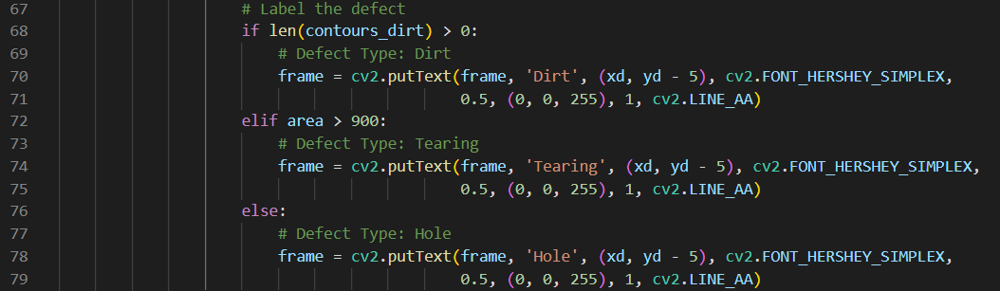 67 # Label the defect
68 if len(contours_dirt) > 0:
69 # Defect Type: Dirt
70 frame = cv2.putText(frame, 'Dirt', (xd, yd - 5), cv2.FONT_HERSHEY_SIMPLEX,
71 0.5, (0, 0, 255), 1, cv2.LINE_AA)
72 elif area > 900:
73 # Defect Type: Tearing
74 frame = cv2.putText(frame, 'Tearing', (xd, yd - 5), cv2.FONT_HERSHEY_SIMPLEX,
75 0.5, (0, 0, 255), 1, cv2.LINE_AA)
76 else:
77 # Defect Type: Hole
78 frame = cv2.putText(frame, 'Hole', (xd, yd - 5), cv2.FONT_HERSHEY_SIMPLEX,
79 0.5, (0, 0, 255), 1, cv2.LINE_AA)